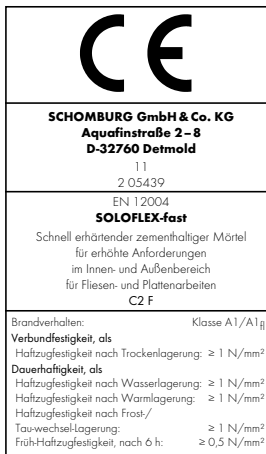 CE
SCHOMBURG GmbH & Co. KG
Aquafinstraße 2 – 8
D-32760 Detmold
11
2 05439
EN 12004
SOLOFLEX-fast
Schnell erhärtender zementhaltiger Mörtel
für erhöhte Anforderungen
im Innen- und Außenbereich
für Fliesen- und Plattenarbeiten
C2 F
Brandverhalten: Klasse A1/A1fl
Verbundfestigkeit, als
Haftzugfestigkeit nach Trockenlagerung: ≥ 1 N/mm²
Dauerhaftigkeit, als
Haftzugfestigkeit nach Wasserlagerung: ≥ 1 N/mm²
Haftzugfestigkeit nach Warmlagerung: ≥ 1 N/mm²
Haftzugfestigkeit nach Frost-/
Tau-wechsel-Lagerung: ≥ 1 N/mm²
Früh-Haftzugfestigkeit, nach 6 h: ≥ 0,5 N/mm²